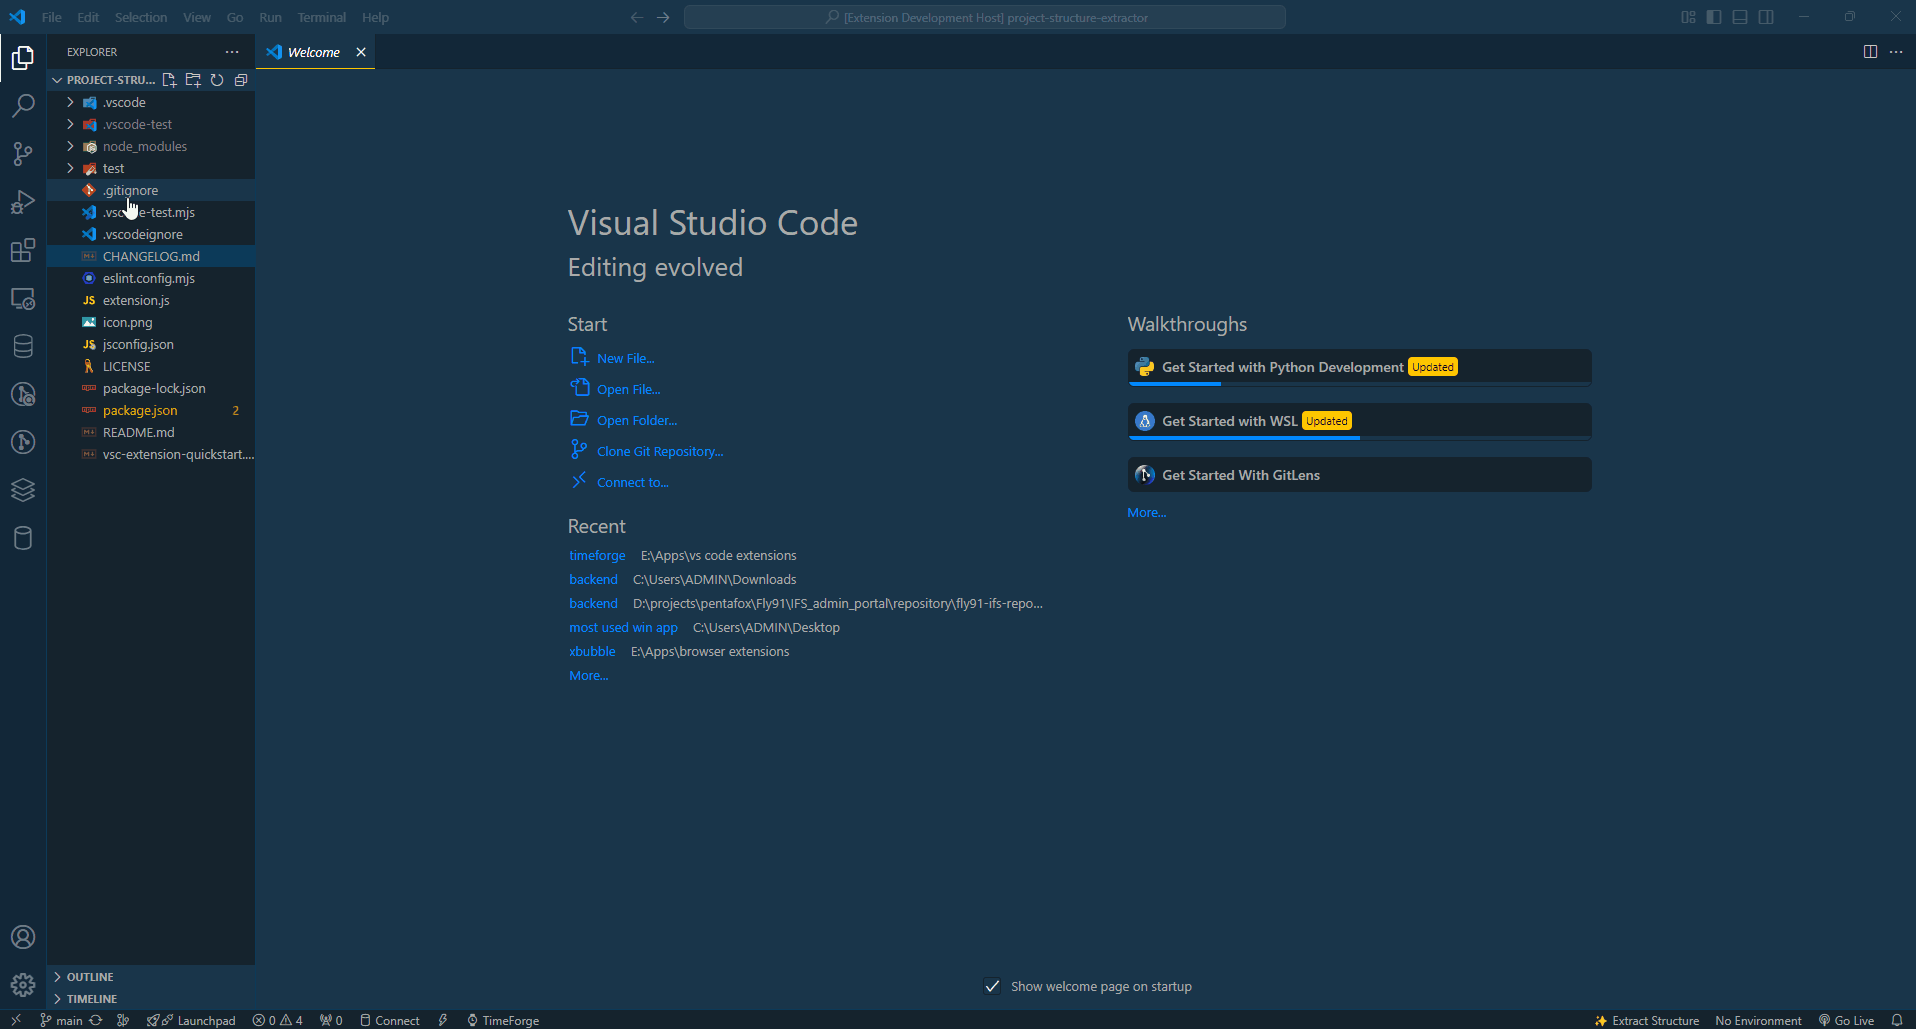 File Edit Selection View Go Run Terminal Help
[Extension Development Host] project-structure-extractor
EXPLORER
Welcome
PROJECT-STRU...
.vscode
.vscode-test
node_modules
test
.gitignore
.vscode-test.mjs
.vscodeignore
CHANGELOG.md
eslint.config.mjs
JS extension.js
icon.png
JS jsconfig.json
LICENSE
package-lock.json
package.json 2
README.md
vsc-extension-quickstart....
OUTLINE
TIMELINE
Visual Studio Code
Editing evolved
Start
New File...
Open File...
Open Folder...
Clone Git Repository...
Connect to...
Recent
timeforge E:\Apps\vs code extensions
backend C:\Users\ADMIN\Downloads
backend D:\projects\pentafox\Fly91\IFS_admin_portal\repository\fly91-ifs-repo...
most used win app C:\Users\ADMIN\Desktop
xbubble E:\Apps\browser extensions
More...
Walkthroughs
Get Started with Python Development Updated
Get Started with WSL Updated
Get Started With GitLens
More...
Show welcome page on startup
main Launchpad 0 4 0 Connect TimeForge Extract Structure No Environment Go Live